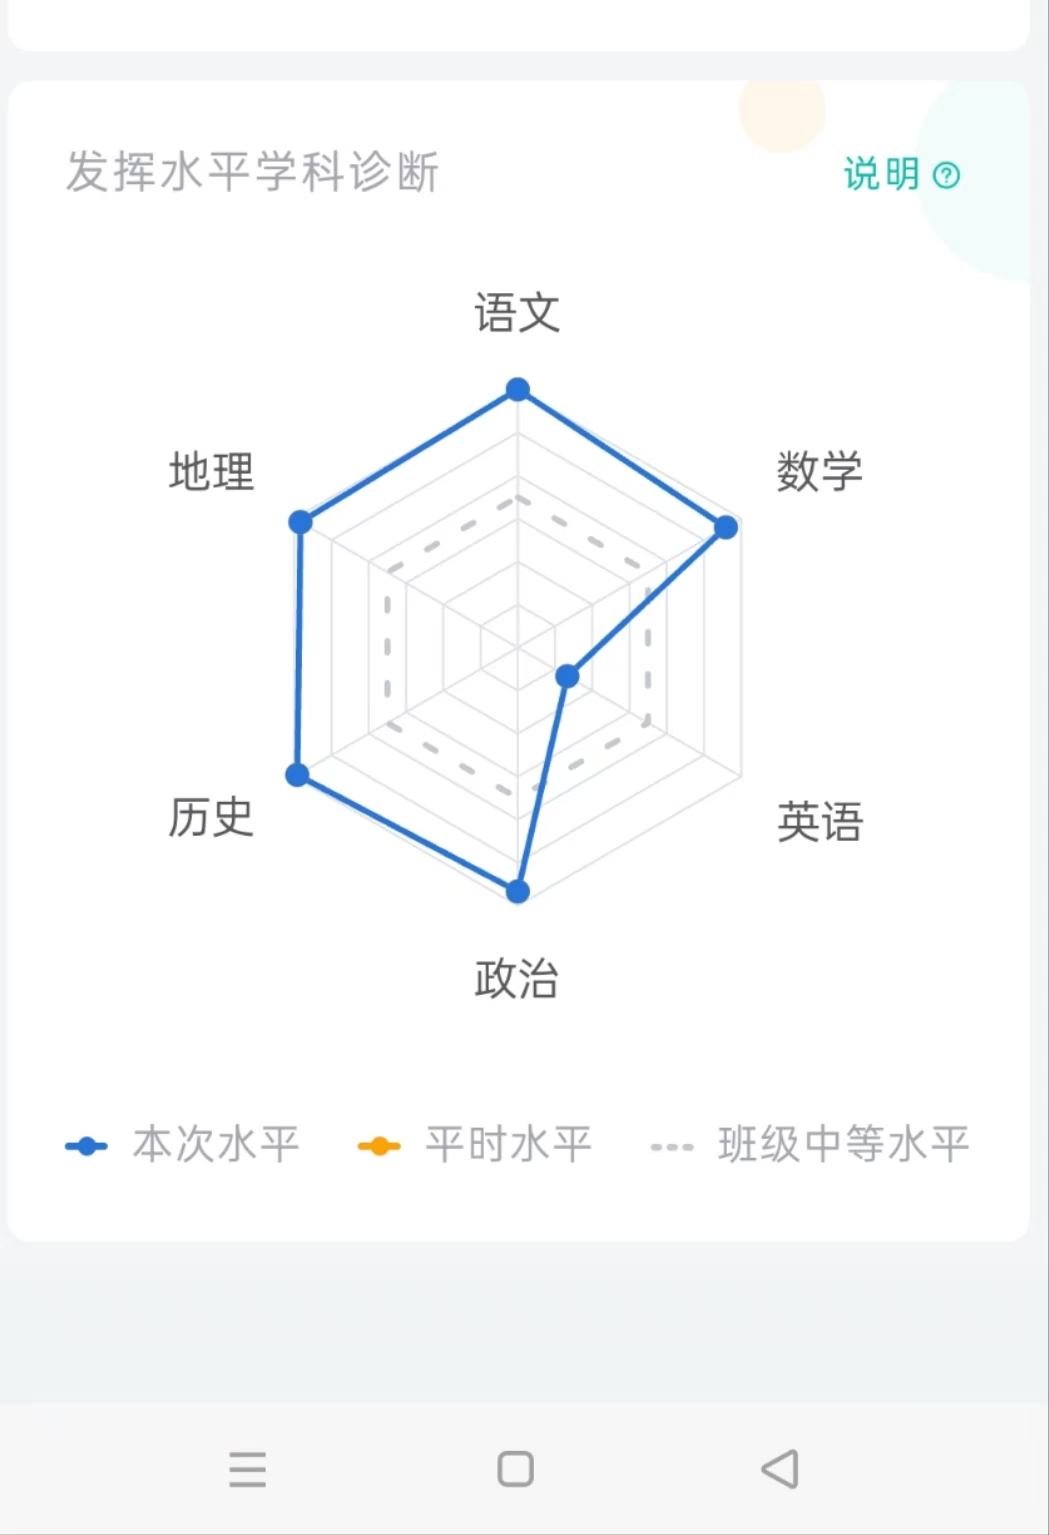 发挥水平学科诊断
说明
语文
地理
数学
历史
英语
政治
本次水平 平时水平 班级中等水平